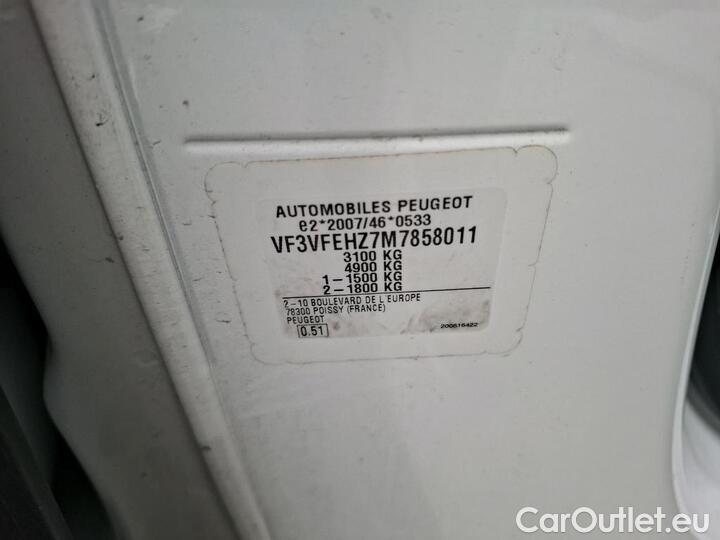 AUTOMOBILES PEUGEOT
e2*2007/46*0533
VF3VFEHZ7M7858011
3100 KG
4900 KG
1-1500 KG
2-1800 KG
2-10 BOULEVARD DE L'EUROPE
78300 POISSY (FRANCE)
PEUGEOT
0.51
200616422
CarOutlet.eu